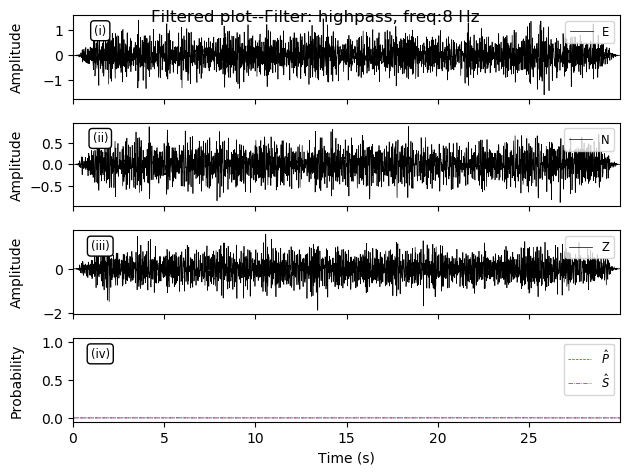 Filtered plot--Filter: highpass, freq:8 Hz
(i)
E
Amplitude
1
0
−1
(ii)
N
Amplitude
0.5
0.0
−0.5
(iii)
Z
Amplitude
0
−2
(iv)
P̂
Ŝ
Probability
1.0
0.5
0.0
0 5 10 15 20 25
Time (s)